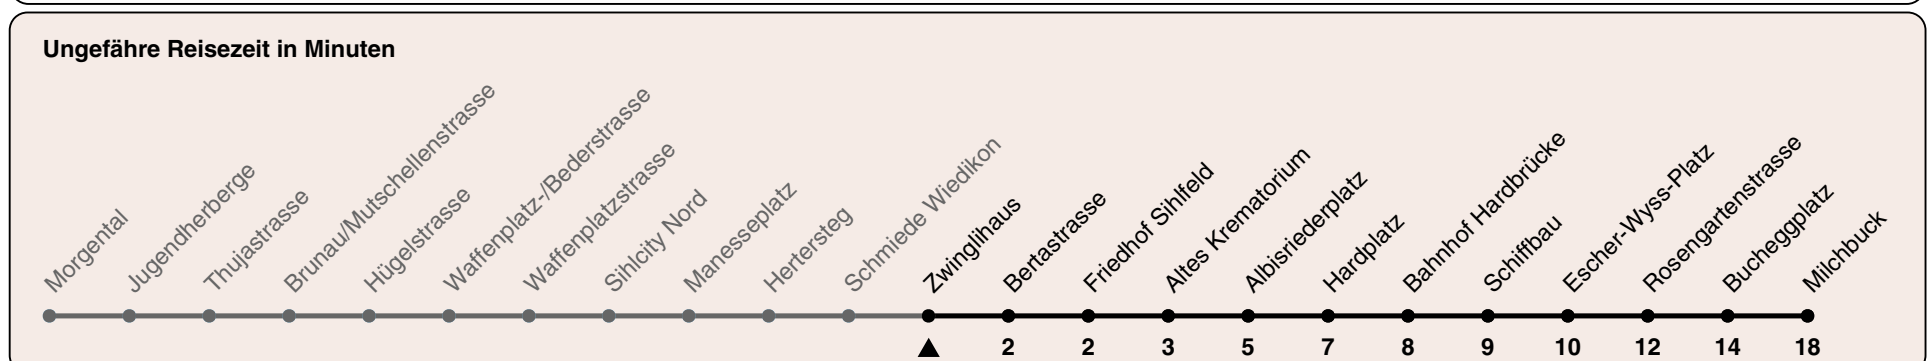 Ungefähre Reisezeit in Minuten
Morgental
Jugendherberge
Thujastrasse
Brunau/Mutschellenstrasse
Hügelstrasse
Waffenplatz-/Bederstrasse
Waffenplatzstrasse
Sihlcity Nord
Manesseplatz
Hertersteg
Schmiede Wiedikon
Zwinglihaus
Bertastrasse
Friedhof Sihlfeld
Altes Krematorium
Albisriederplatz
Hardplatz
Bahnhof Hardbrücke
Schiffbau
Escher-Wyss-Platz
Rosengartenstrasse
Bucheggplatz
Milchbuck
2 2 3 5 7 8 9 10 12 14 18